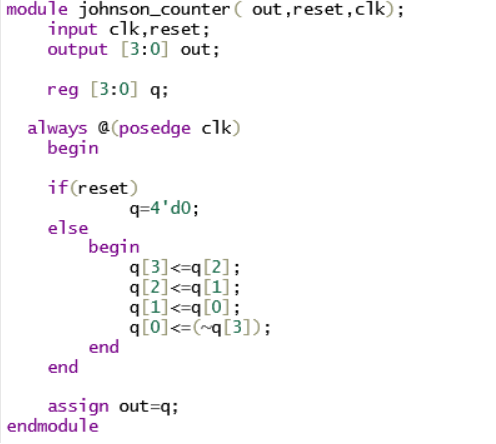 module johnson_counter( out,reset,clk);
input clk,reset;
output [3:0] out;
reg [3:0] q;
always @(posedge clk)
begin
if(reset)
q=4'd0;
else
begin
q[3]<=q[2];
q[2]<=q[1];
q[1]<=q[0];
q[0]<=(~q[3]);
end
end
assign out=q;
endmodule